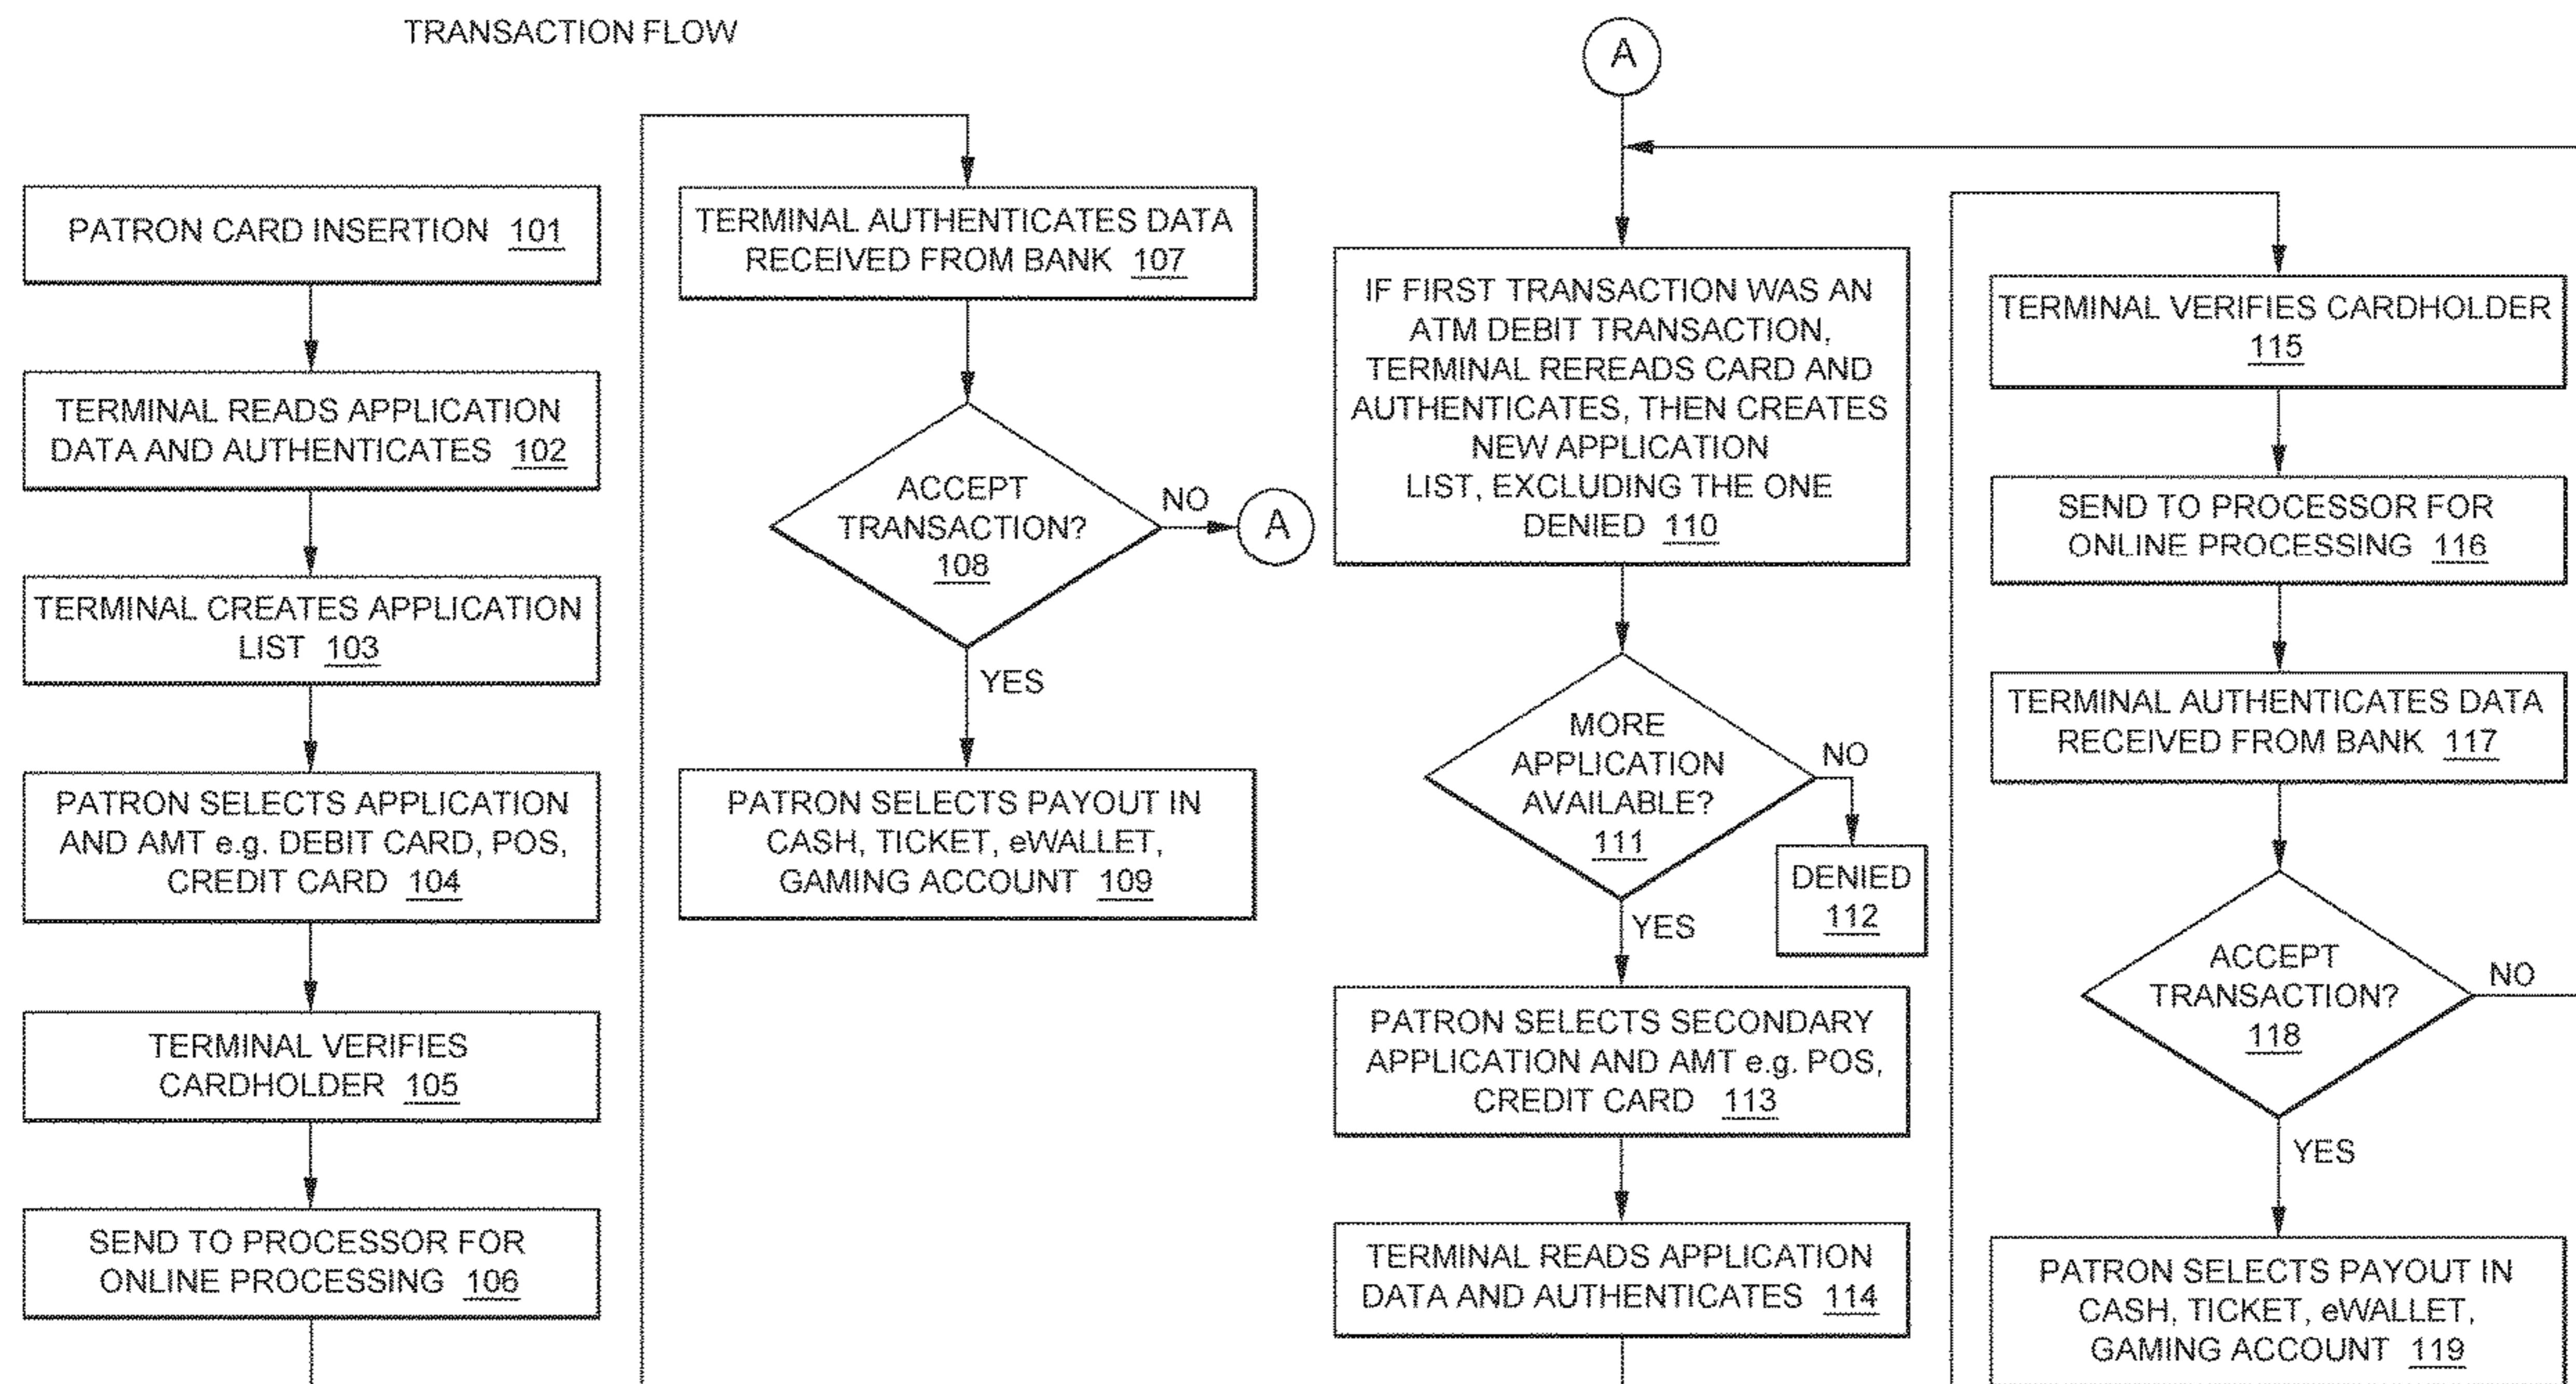 TRANSACTION FLOW
PATRON CARD INSERTION 101
TERMINAL READS APPLICATION
DATA AND AUTHENTICATES 102
TERMINAL CREATES APPLICATION
LIST 103
PATRON SELECTS APPLICATION
AND AMT e.g. DEBIT CARD, POS,
CREDIT CARD 104
TERMINAL VERIFIES
CARDHOLDER 105
SEND TO PROCESSOR FOR
ONLINE PROCESSING 106
TERMINAL AUTHENTICATES DATA
RECEIVED FROM BANK 107
ACCEPT
TRANSACTION?
108
NO
A
YES
PATRON SELECTS PAYOUT IN
CASH, TICKET, eWALLET,
GAMING ACCOUNT 109
A
IF FIRST TRANSACTION WAS AN
ATM DEBIT TRANSACTION,
TERMINAL REREADS CARD AND
AUTHENTICATES, THEN CREATES
NEW APPLICATION
LIST, EXCLUDING THE ONE
DENIED 110
MORE
APPLICATION
AVAILABLE?
111
NO
DENIED
112
YES
PATRON SELECTS SECONDARY
APPLICATION AND AMT e.g. POS,
CREDIT CARD 113
TERMINAL READS APPLICATION
DATA AND AUTHENTICATES 114
TERMINAL VERIFIES CARDHOLDER
115
SEND TO PROCESSOR FOR
ONLINE PROCESSING 116
TERMINAL AUTHENTICATES DATA
RECEIVED FROM BANK 117
ACCEPT
TRANSACTION?
118
NO
YES
PATRON SELECTS PAYOUT IN
CASH, TICKET, eWALLET,
GAMING ACCOUNT 119